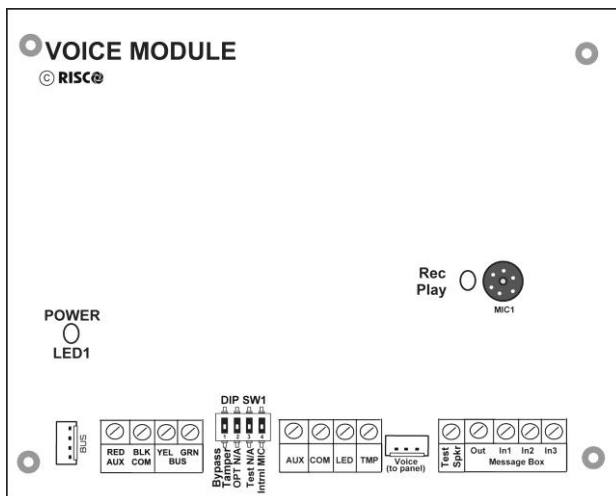 VOICE MODULE
© RISCO
Rec
Play
MIC1
POWER
LED1
DIP SW1
BUS
RED BLK YEL GRN
AUX COM BUS
1 2 3 4
Bypass
Tamper
OPT N/A
Test N/A
Intrnl MIC
AUX COM LED TMP
Voice
(to panel)
Test
Spkr
Out In1 In2 In3
Message Box